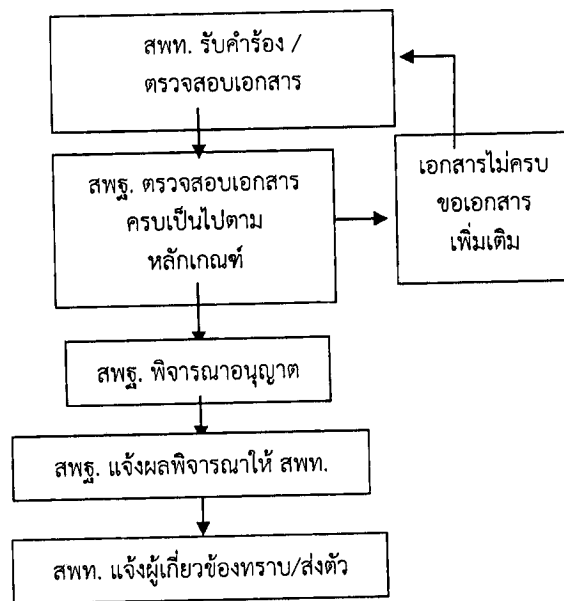 สพท. รับคำร้อง /
ตรวจสอบเอกสาร
สพฐ. ตรวจสอบเอกสาร
ครบเป็นไปตาม
หลักเกณฑ์
เอกสารไม่ครบ
ขอเอกสาร
เพิ่มเติม
สพฐ. พิจารณาอนุญาต
สพฐ. แจ้งผลพิจารณาให้ สพท.
สพท. แจ้งผู้เกี่ยวข้องทราบ/ส่งตัว